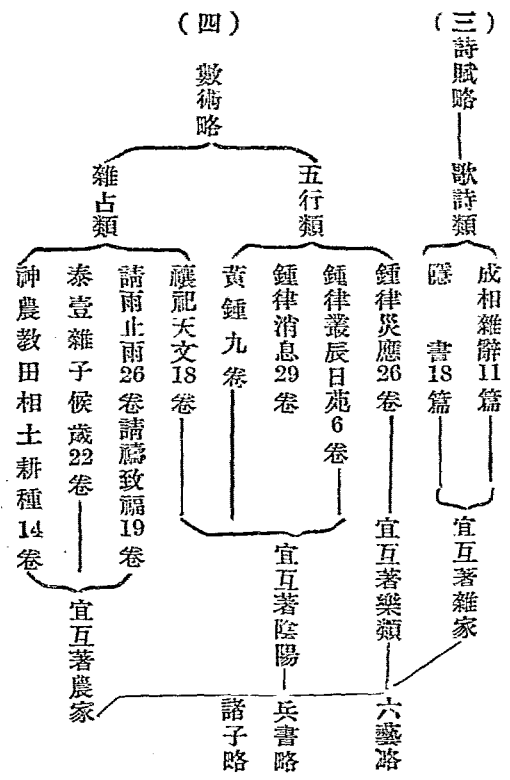 (三)
詩賦略
歌詩類
成相雜辭11篇
隱書18篇
宜互著雜家
(四)
數術略
五行類
鍾律災應26卷
鍾律叢辰日苑6卷
鍾律消息29卷
黃鍾九卷
雜占類
禳祀天文18卷
請雨止雨26卷請禱致福19卷
泰壹雜子候歲22卷
神農教田相土耕種14卷
宜互著樂類
宜互著陰陽
宜互著農家
六藝略
兵書略
諸子略